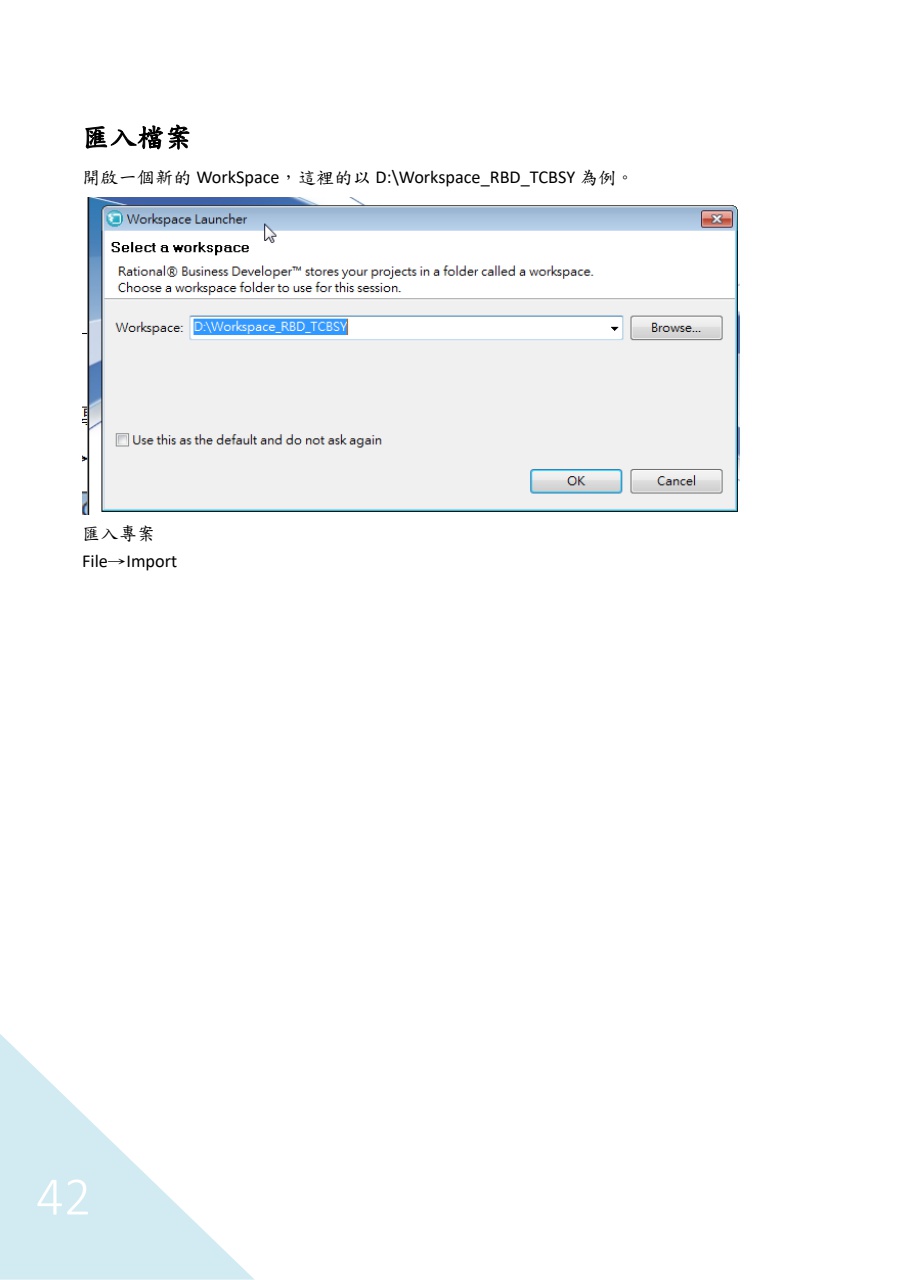 匯入檔案
開啟一個新的 WorkSpace，這裡的以 D:\Workspace_RBD_TCBSY 為例。
Workspace Launcher
Select a workspace
Rational® Business Developer™ stores your projects in a folder called a workspace.
Choose a workspace folder to use for this session.
Workspace: D:\Workspace_RBD_TCBSY Browse...
Use this as the default and do not ask again
OK Cancel
匯入專案
File→Import
42